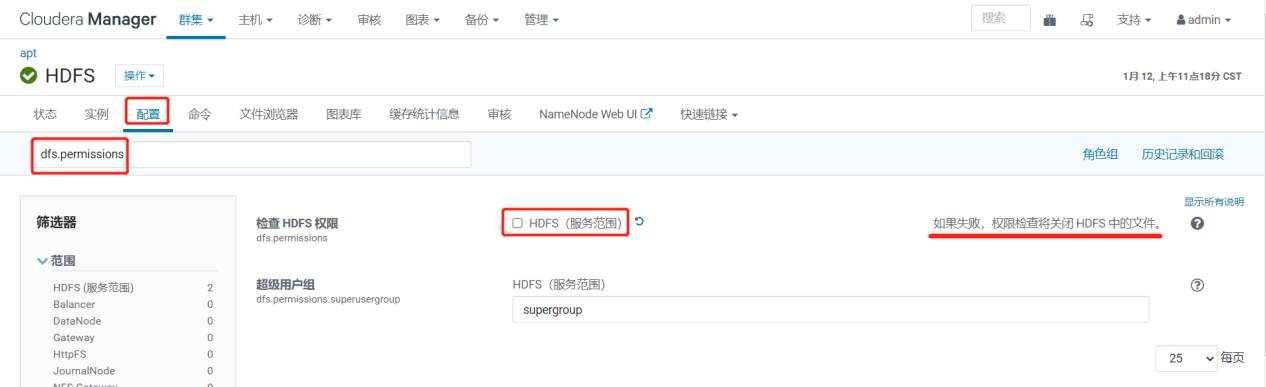 Cloudera Manager 群集 主机 诊断 审核 图表 备份 管理 搜索 支持 admin
apt
HDFS 操作 1月 12, 上午11点18分 CST
状态 实例 配置 命令 文件浏览器 图表库 缓存统计信息 审核 NameNode Web UI 快速链接
dfs.permissions 角色组 历史记录和回滚
显示所有说明
筛选器 检查 HDFS 权限 HDFS（服务范围） 如果失败，权限检查将关闭 HDFS 中的文件。
dfs.permissions
范围
HDFS (服务范围) 2 超级用户组 HDFS（服务范围）
Balancer 0 dfs.permissions.superusergroup
DataNode 0 supergroup
Gateway 0
HttpFS 0 25 每页
JournalNode 0
NFS Gateway 0